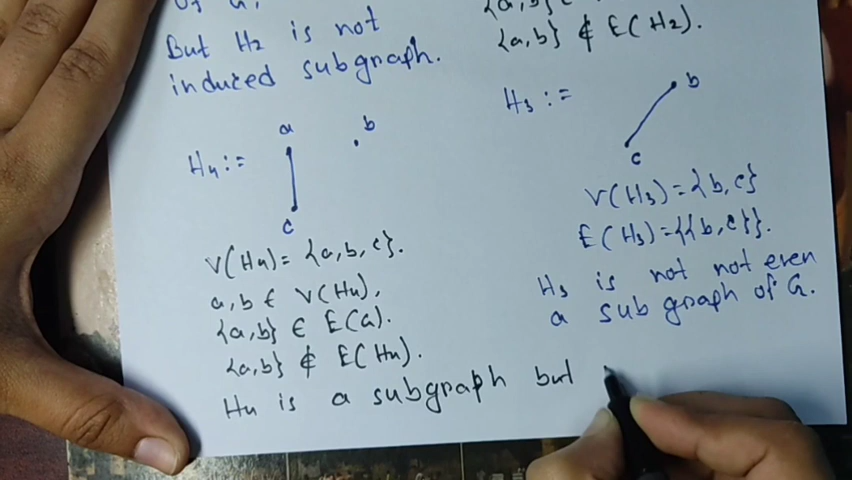 of G,
But H2 is not
induced subgraph.
{a,b} ∉ E(H2).
H4:=
a
b
c
V(H4) = {a,b,c}.
a,b ∈ V(H4),
{a,b} ∈ E(G).
{a,b} ∉ E(H4).
H4 is a subgraph but
H3:=
b
c
V(H3) = {b,c}
E(H3) = {{b,c}}.
H3 is not not even
a sub graph of G.